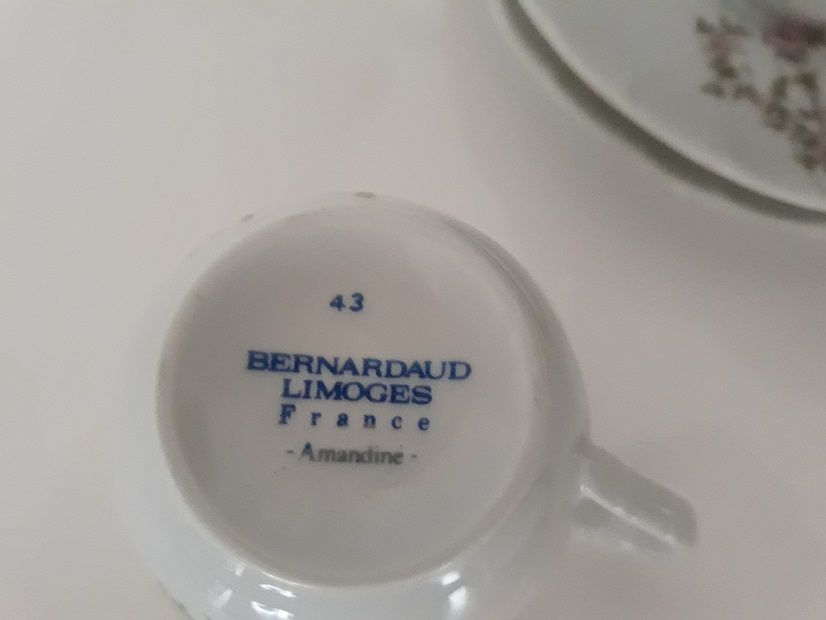 43
BERNARDAUD
LIMOGES
France
- Amandine -